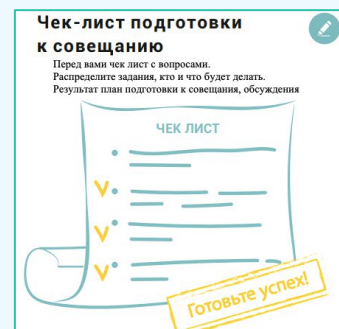 Чек-лист подготовки
к совещанию
Перед вами чек лист с вопросами.
Распределите задания, кто и что будет делать.
Результат план подготовки к совещания, обсуждения
ЧЕК ЛИСТ
Готовьте успех!